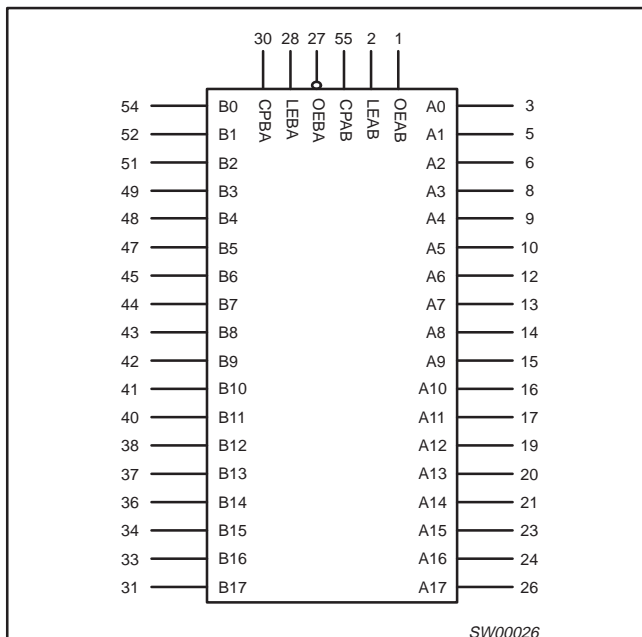 30 28 27 55 2 1
CPBA LEBA OEBA CPAB LEAB OEAB
54 B0 A0 3
52 B1 A1 5
51 B2 A2 6
49 B3 A3 8
48 B4 A4 9
47 B5 A5 10
45 B6 A6 12
44 B7 A7 13
43 B8 A8 14
42 B9 A9 15
41 B10 A10 16
40 B11 A11 17
38 B12 A12 19
37 B13 A13 20
36 B14 A14 21
34 B15 A15 23
33 B16 A16 24
31 B17 A17 26
SW00026